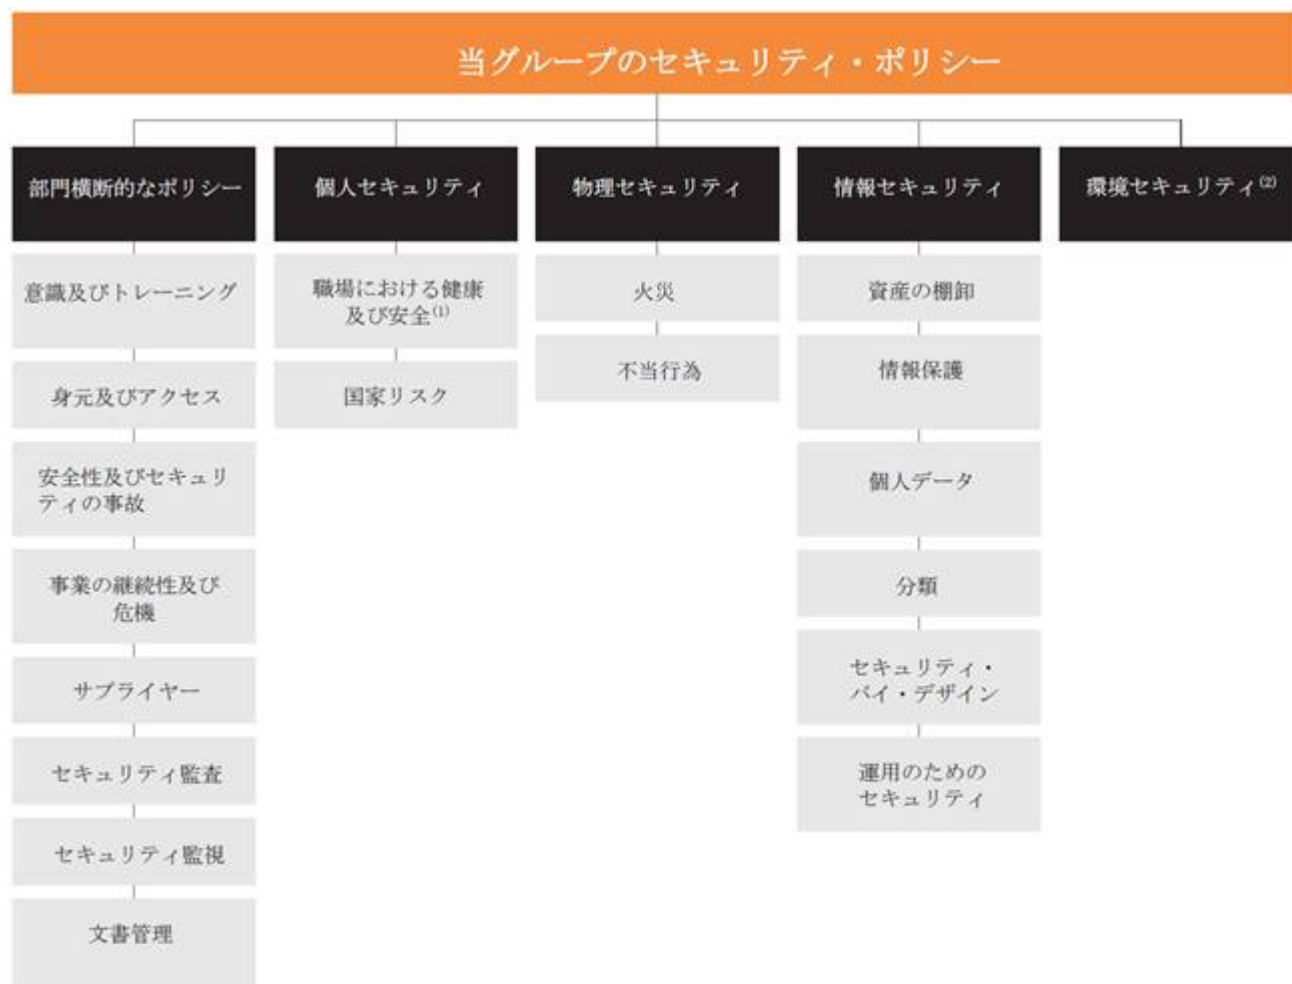 当グループのセキュリティ・ポリシー
部門横断的なポリシー
意識及びトレーニング
身元及びアクセス
安全性及びセキュリ
ティの事故
事業の継続性及び
危機
サプライヤー
セキュリティ監査
セキュリティ監視
文書管理
個人セキュリティ
職場における健康
及び安全(1)
国家リスク
物理セキュリティ
火災
不当行為
情報セキュリティ
資産の棚卸
情報保護
個人データ
分類
セキュリティ・
バイ・デザイン
運用のための
セキュリティ
環境セキュリティ(2)